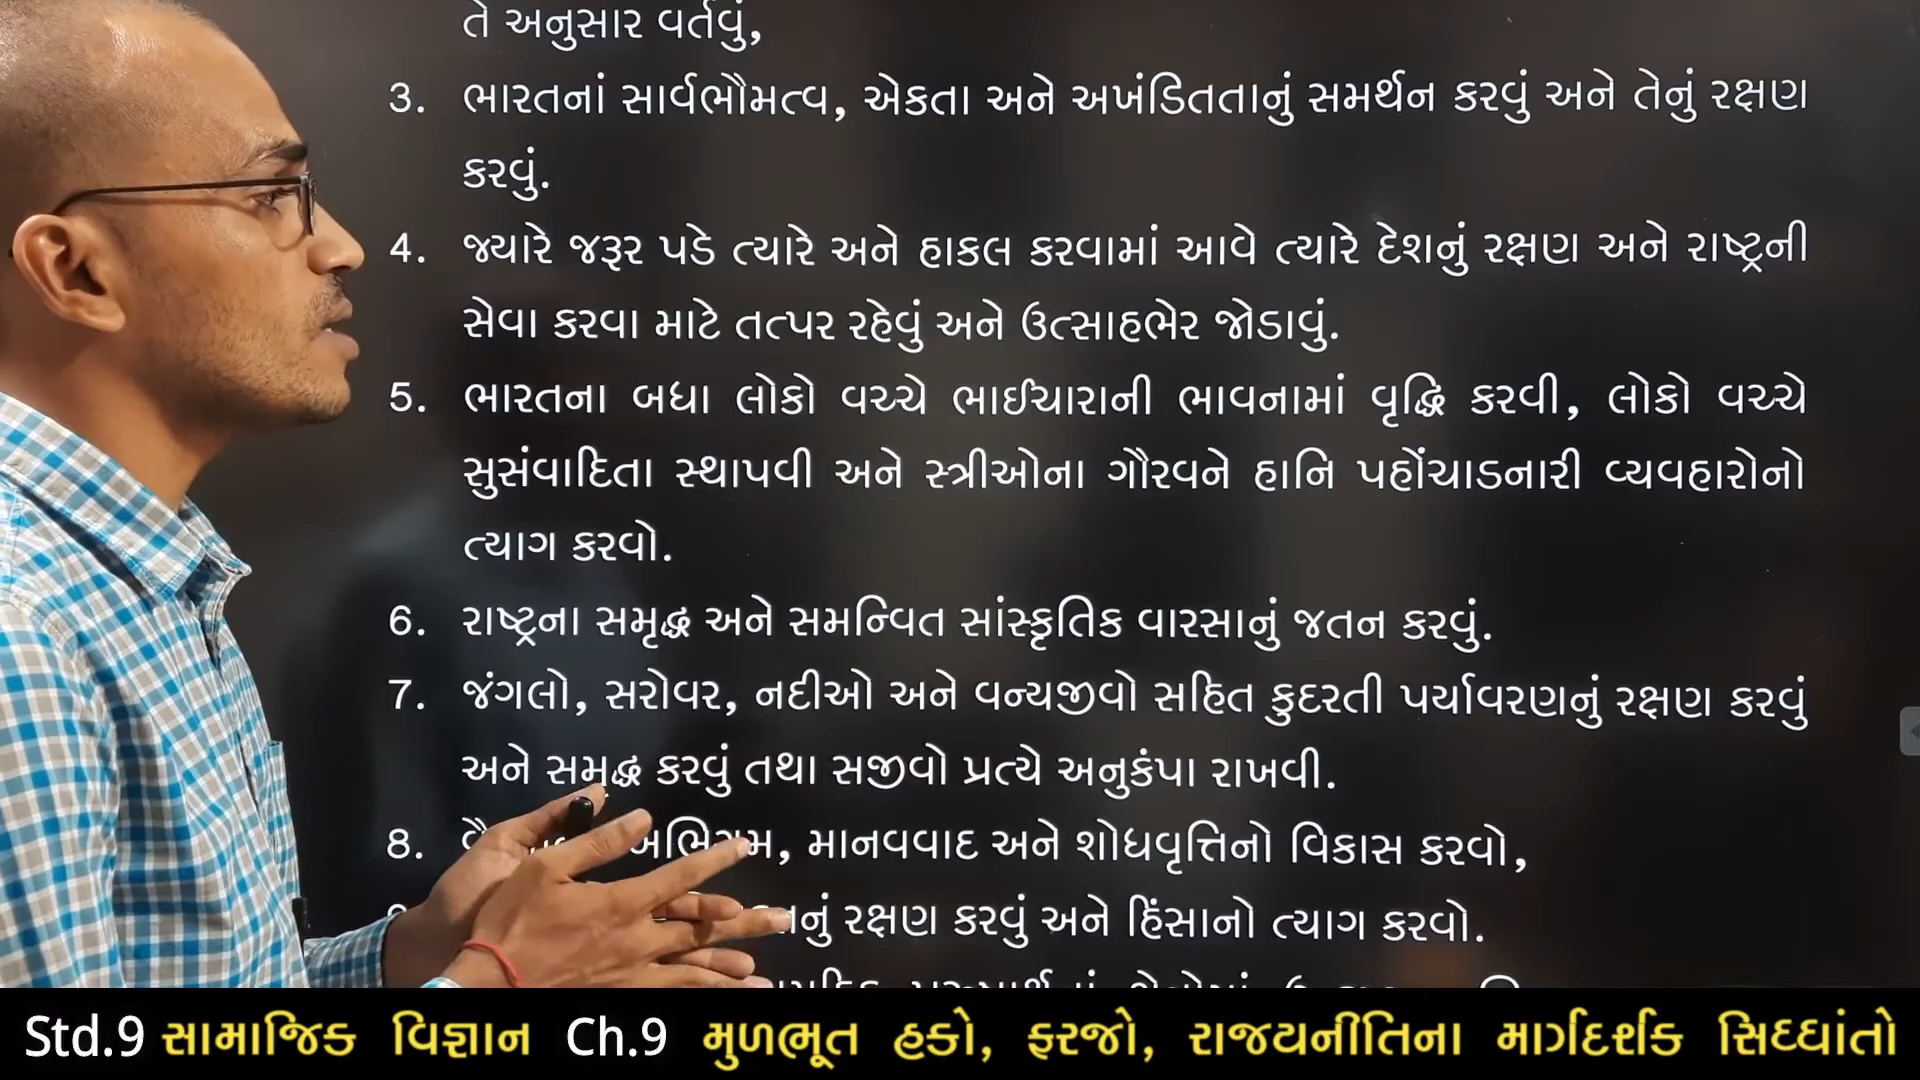 તે અનુસાર વર્તવું,
3. ભારતનાં સાર્વભૌમત્વ, એકતા અને અખંડિતતાનું સમર્થન કરવું અને તેનું રક્ષણ
કરવું.
4. જ્યારે જરૂર પડે ત્યારે અને હાકલ કરવામાં આવે ત્યારે દેશનું રક્ષણ અને રાષ્ટ્રની
સેવા કરવા માટે તત્પર રહેવું અને ઉત્સાહભેર જોડાવું.
5. ભારતના બધા લોકો વચ્ચે ભાઈચારાની ભાવનામાં વૃદ્ધિ કરવી, લોકો વચ્ચે
સુસંવાદિતા સ્થાપવી અને સ્ત્રીઓના ગૌરવને હાનિ પહોંચાડનારી વ્યવહારોનો
ત્યાગ કરવો.
6. રાષ્ટ્રના સમૃદ્ધ અને સમન્વિત સાંસ્કૃતિક વારસાનું જતન કરવું.
7. જંગલો, સરોવર, નદીઓ અને વન્યજીવો સહિત કુદરતી પર્યાવરણનું રક્ષણ કરવું
અને સમૃદ્ધ કરવું તથા સજીવો પ્રત્યે અનુકંપા રાખવી.
8. માનવવાદ અને શોધવૃત્તિનો વિકાસ કરવો,
રક્ષણ કરવું અને હિંસાનો ત્યાગ કરવો.
Std.9 સામાજિક વિજ્ઞાન Ch.9 મુળભૂત હકો, ફરજો, રાજયનીતિના માર્ગદર્શક સિધ્ધાંતો